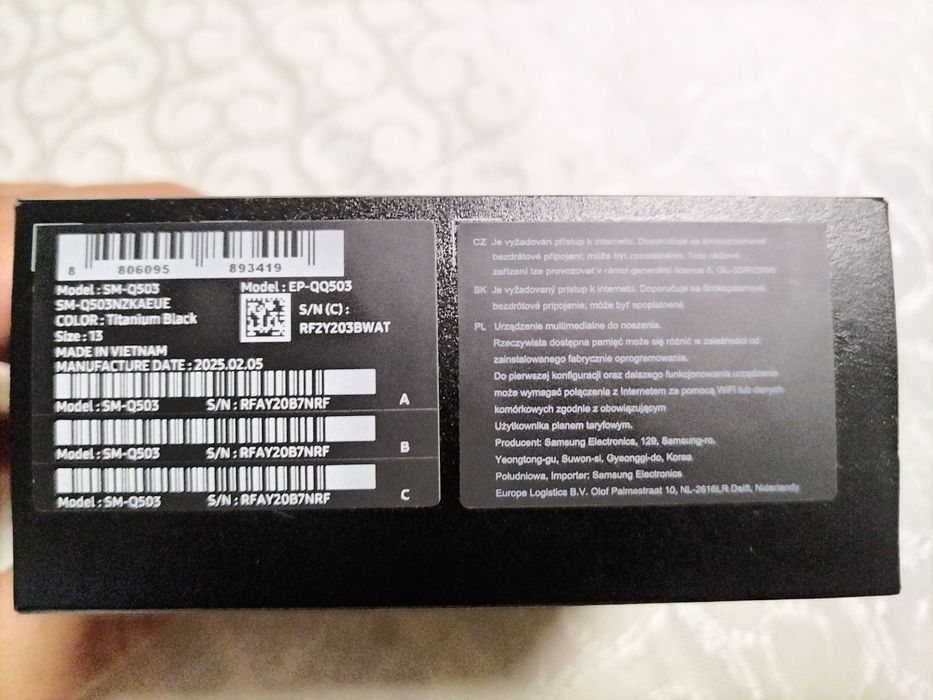 8 806095 893419
Model : SM-Q503
SM-Q503NZKAEUE
COLOR : Titanium Black
Size : 13
MADE IN VIETNAM
MANUFACTURE DATE : 2025.02.05
Model : EP-QQ503
S/N (C) :
RF2Y203BWAT
Model : SM-Q503 S/N : RFAY20B7NRF A
Model : SM-Q503 S/N : RFAY20B7NRF B
Model : SM-Q503 S/N : RFAY20B7NRF C
CZ Je vyžadován přístup k internetu. Doporučuje se širokopásmové
bezdrátové připojení; může být zpoplatněno. Toto rádiové
zařízení lze provozovat v rámci generální licence č.
SK Je vyžadovaný prístup k internetu. Doporučuje sa širokopásmové
bezdrôtové pripojenie; môže byť spoplatnené
PL Urządzenie multimedialne do noszenia.
Rzeczywista dostępna pamięć może się różnić w zależności od
zainstalowanego fabrycznie oprogramowania.
Do pierwszej konfiguracji oraz dalszego funkcjonowania urządzenie
może wymagać połączenia z Internetem za pomocą WiFi lub danych
komórkowych zgodnie z obowiązującym
Użytkownika planem taryfowym.
Producent: Samsung Electronics, 129, Samsung-ro,
Yeongtong-gu, Suwon-si, Gyeonggi-do, Korea
Południowa, Importer: Samsung Electronics
Europe Logistics B.V. Olof Palmestraat 10, NL-2616LR Delft, Niderlandy